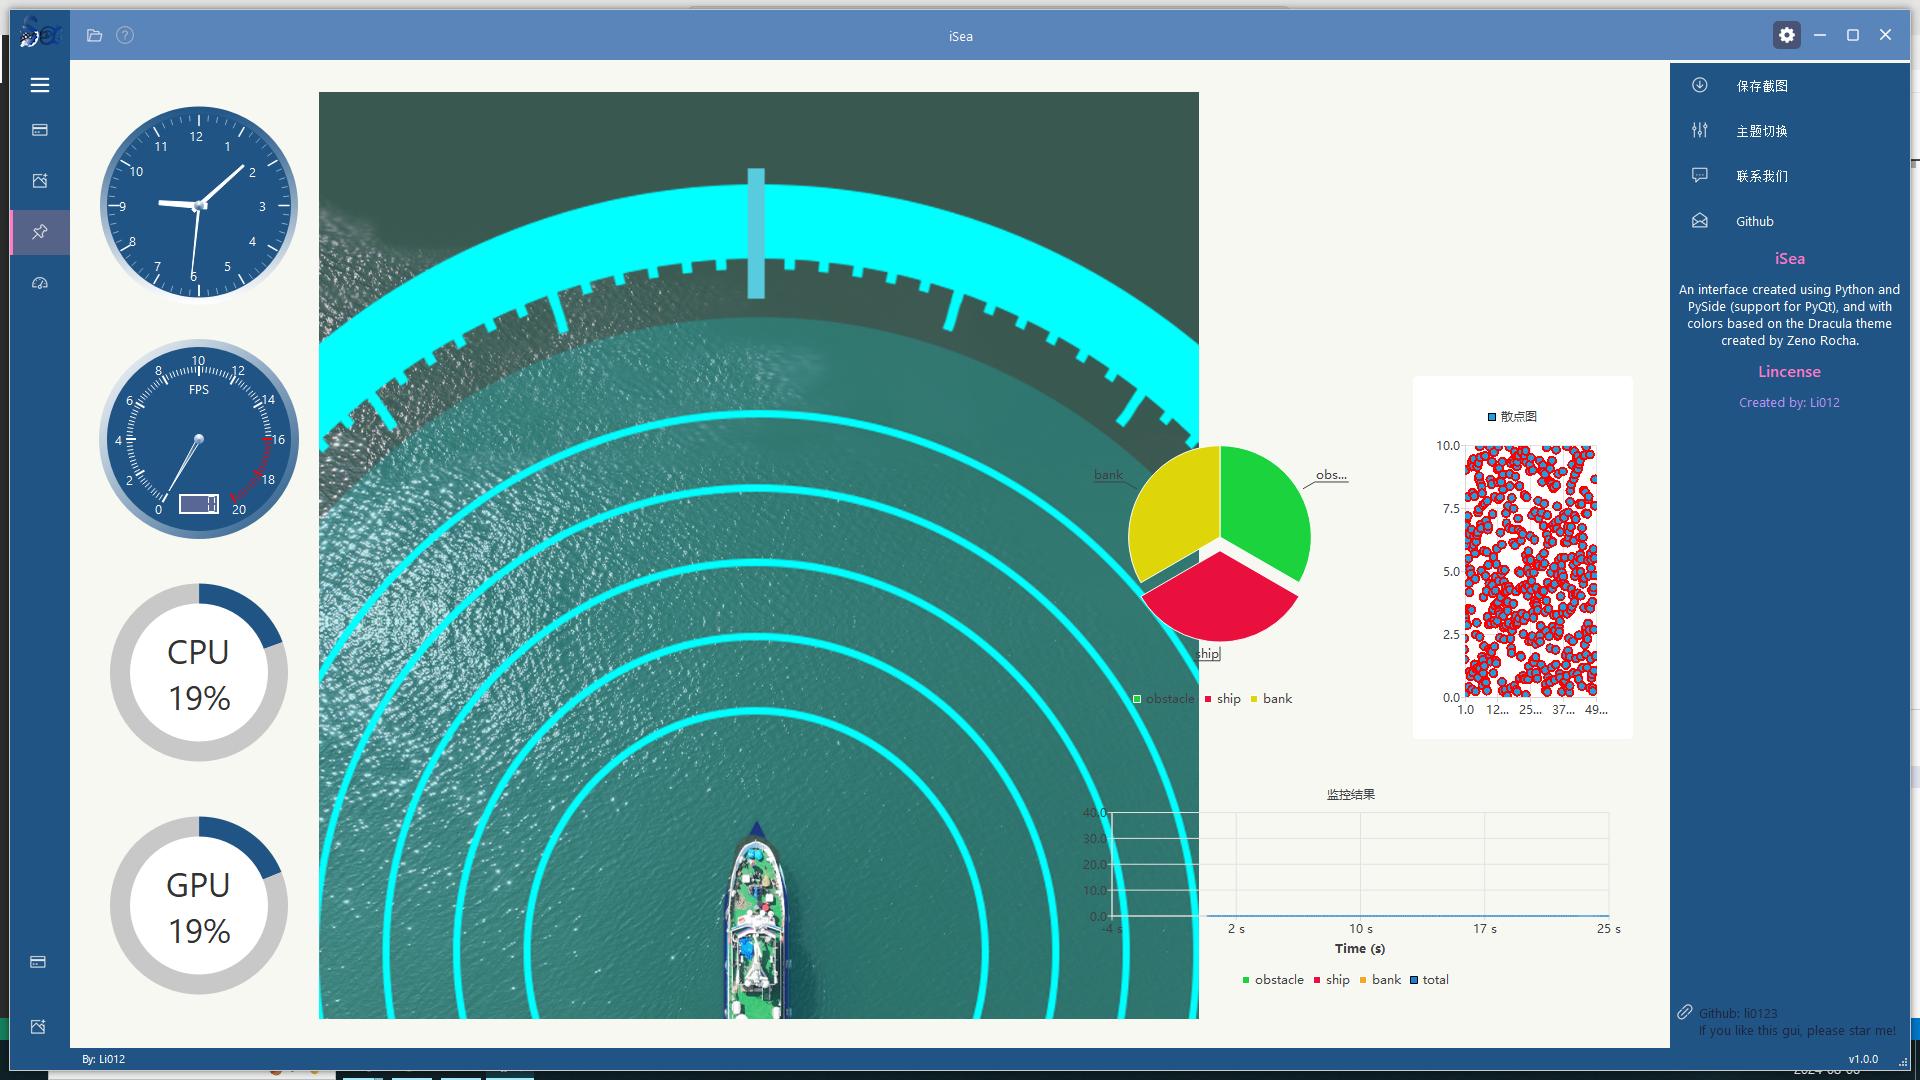 iSea
保存截图
主题切换
联系我们
Github
iSea
An interface created using Python and
PySide (support for PyQt), and with
colors based on the Dracula theme
created by Zeno Rocha.
Lincense
Created by: Li012
Github: li0123
If you like this gui, please star me!
12
1
2
3
4
5
6
7
8
9
10
11
FPS
0
2
4
6
8
10
12
14
16
18
20
CPU
19%
GPU
19%
bank
obs...
ship
obstacle ship bank
散点图
10.0
7.5
5.0
2.5
0.0
1.0 12... 25... 37... 49...
监控结果
40.0
30.0
20.0
10.0
0.0
-4 s 2 s 10 s 17 s 25 s
Time (s)
obstacle ship bank total
By: Li012
v1.0.0